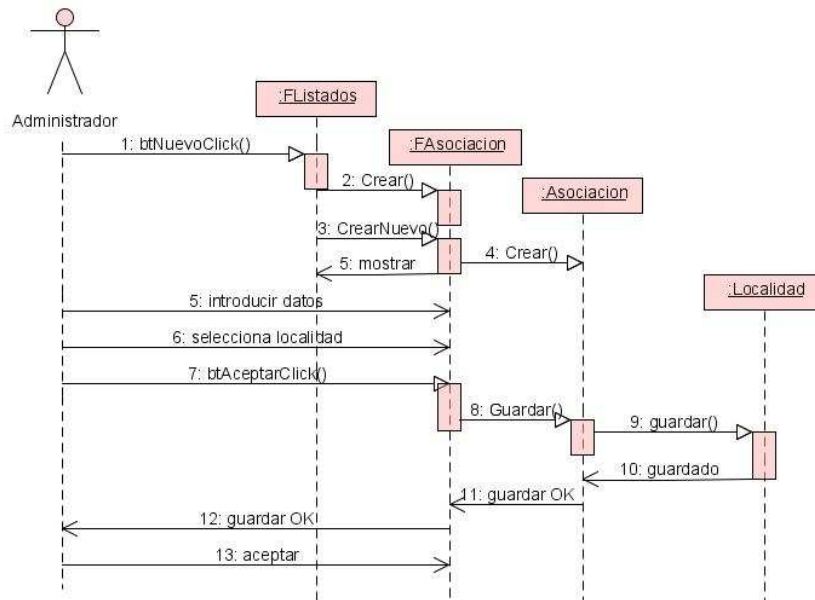 Administrador
:FListados
:FAsociacion
:Asociacion
:Localidad
1: btNuevoClick()
2: Crear()
3: CrearNuevo()
4: Crear()
5: mostrar
5: introducir datos
6: selecciona localidad
7: btAceptarClick()
8: Guardar()
9: guardar()
10: guardado
11: guardar OK
12: guardar OK
13: aceptar